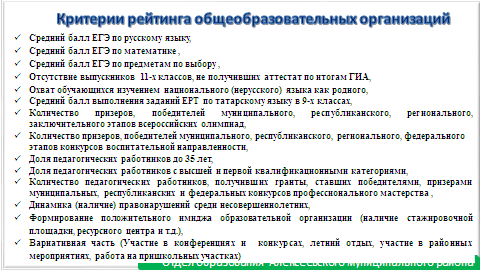 Критерии рейтинга общеобразовательных организаций
Средний балл ЕГЭ по русскому языку,
Средний балл ЕГЭ по математике ,
Средний балл ЕГЭ по предметам по выбору ,
Отсутствие выпускников 11-х классов, не получивших аттестат по итогам ГИА,
Охват обучающихся изучением национального (нерусского) языка как родного,
Средний балл выполнения заданий ЕРТ по татарскому языку в 9-х классах,
Количество призеров, победителей муниципального, республиканского, регионального,
заключительного этапов всероссийских олимпиад,
Количество призеров, победителей муниципального, республиканского, регионального, федерального
этапов конкурсов воспитательной направленности,
Доля педагогических работников до 35 лет,
Доля педагогических работников с высшей и первой квалификационными категориями,
Количество педагогических работников, получивших гранты, ставших победителями, призерами
муниципальных, республиканских и федеральных конкурсов профессионального мастерства ,
Динамика (наличие) правонарушений среди несовершеннолетних,
Формирование положительного имиджа образовательной организации (наличие стажировочной
площадки, ресурсного центра и т.д.),
Вариативная часть (Участие в конференциях и конкурсах, летний отдых, участие в районных
мероприятиях, работа на пришкольных участках)
Отдел образования Алексеевского муниципального района